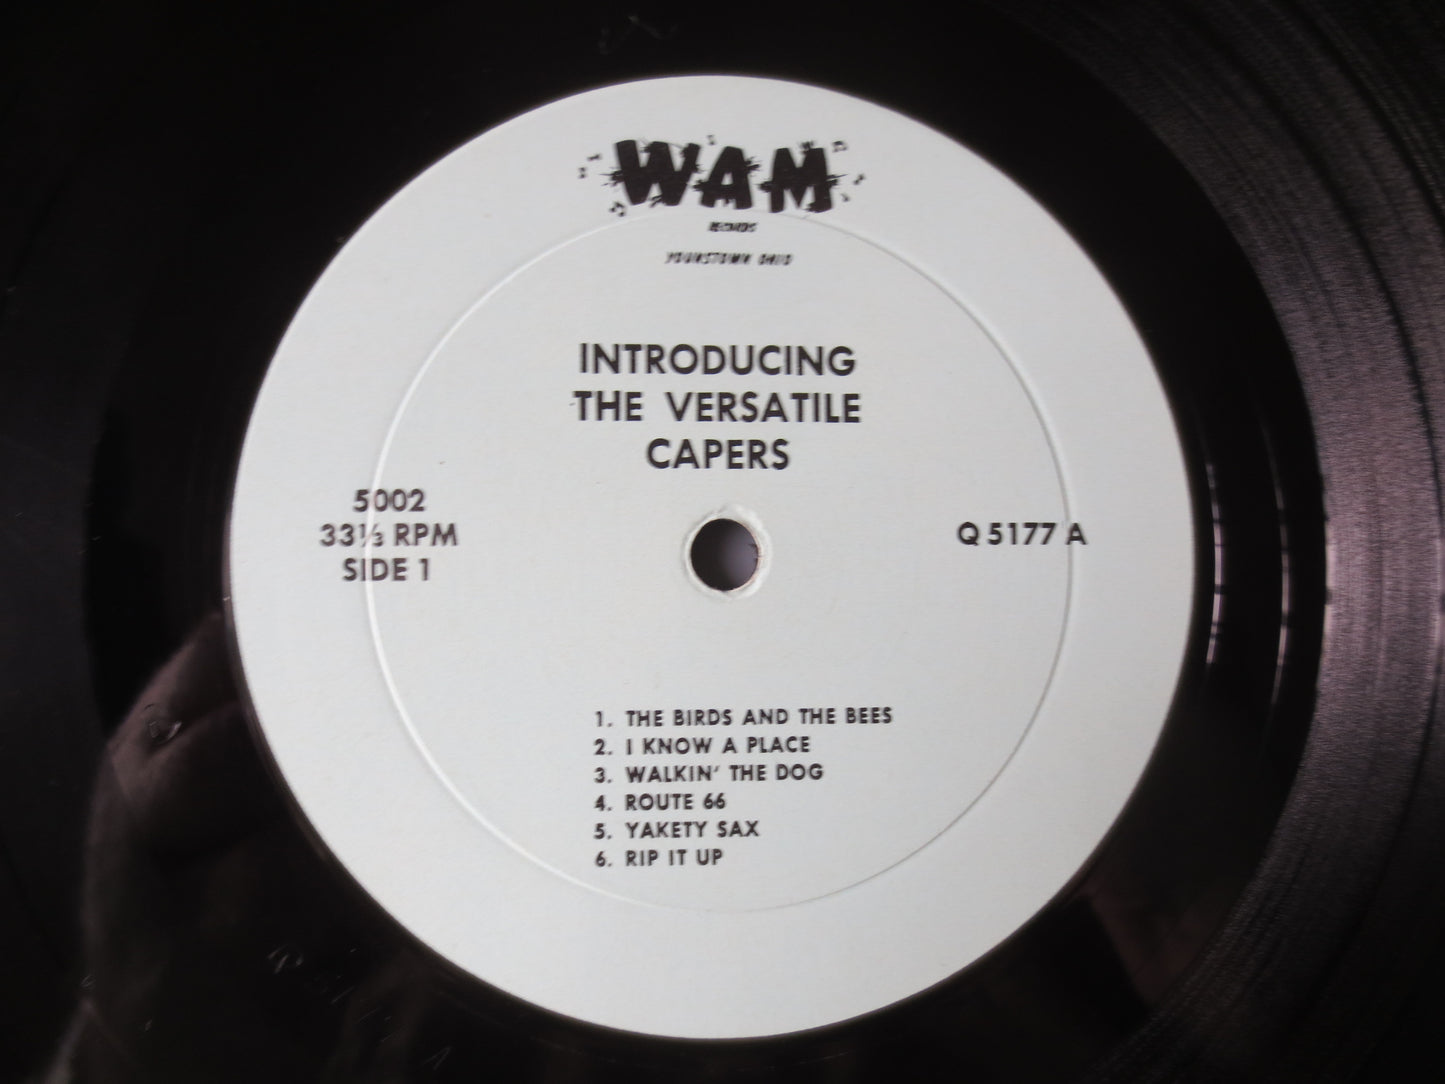 WAM
RECORDS
YOUNSTOWN OHIO
INTRODUCING
THE VERSATILE
CAPERS
5002
33⅓ RPM
SIDE 1
Q 5177 A
1. THE BIRDS AND THE BEES
2. I KNOW A PLACE
3. WALKIN' THE DOG
4. ROUTE 66
5. YAKETY SAX
6. RIP IT UP